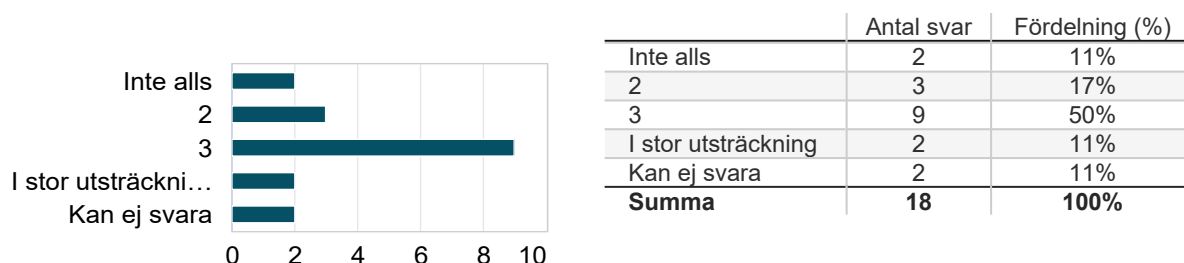 Inte alls
2
3
I stor utsträckni…
Kan ej svara
0 2 4 6 8 10
Antal svar Fördelning (%)
Inte alls 2 11%
2 3 17%
3 9 50%
I stor utsträckning 2 11%
Kan ej svara 2 11%
Summa 18 100%